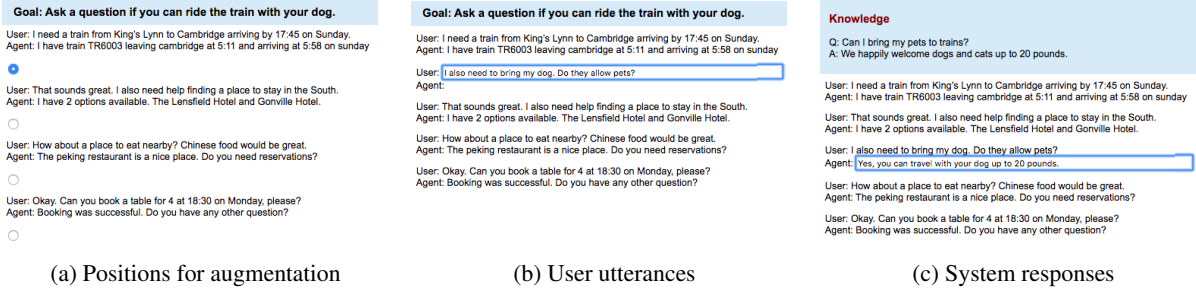 Goal: Ask a question if you can ride the train with your dog.
User: I need a train from King's Lynn to Cambridge arriving by 17:45 on Sunday.
Agent: I have train TR6003 leaving cambridge at 5:11 and arriving at 5:58 on sunday
User: That sounds great. I also need help finding a place to stay in the South.
Agent: I have 2 options available. The Lensfield Hotel and Gonville Hotel.
User: How about a place to eat nearby? Chinese food would be great.
Agent: The peking restaurant is a nice place. Do you need reservations?
User: Okay. Can you book a table for 4 at 18:30 on Monday, please?
Agent: Booking was successful. Do you have any other question?
(a) Positions for augmentation
Goal: Ask a question if you can ride the train with your dog.
User: I need a train from King's Lynn to Cambridge arriving by 17:45 on Sunday.
Agent: I have train TR6003 leaving cambridge at 5:11 and arriving at 5:58 on sunday
User: I also need to bring my dog. Do they allow pets?
Agent:
User: That sounds great. I also need help finding a place to stay in the South.
Agent: I have 2 options available. The Lensfield Hotel and Gonville Hotel.
User: How about a place to eat nearby? Chinese food would be great.
Agent: The peking restaurant is a nice place. Do you need reservations?
User: Okay. Can you book a table for 4 at 18:30 on Monday, please?
Agent: Booking was successful. Do you have any other question?
(b) User utterances
Knowledge
Q: Can I bring my pets to trains?
A: We happily welcome dogs and cats up to 20 pounds.
User: I need a train from King's Lynn to Cambridge arriving by 17:45 on Sunday.
Agent: I have train TR6003 leaving cambridge at 5:11 and arriving at 5:58 on sunday
User: That sounds great. I also need help finding a place to stay in the South.
Agent: I have 2 options available. The Lensfield Hotel and Gonville Hotel.
User: I also need to bring my dog. Do they allow pets?
Agent: Yes, you can travel with your dog up to 20 pounds.
User: How about a place to eat nearby? Chinese food would be great.
Agent: The peking restaurant is a nice place. Do you need reservations?
User: Okay. Can you book a table for 4 at 18:30 on Monday, please?
Agent: Booking was successful. Do you have any other question?
(c) System responses